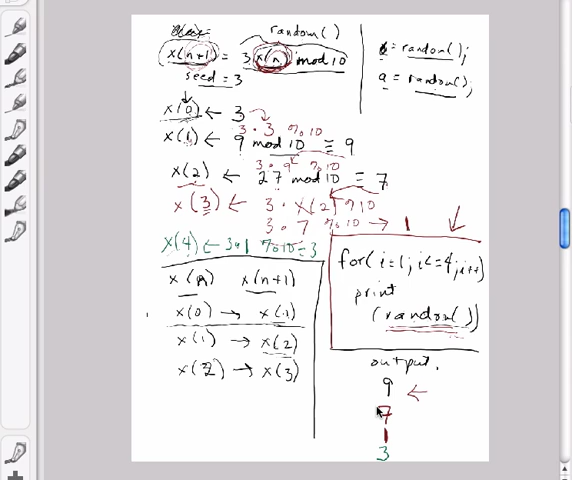 random()
x(n+1) = 3 x(n) mod 10
seed = 3
= random();
a = random();
x(0) ← 3
3 · 3 % 10
x(1) ← 9 mod 10 ≡ 9
3 · 9 % 10
x(2) ← 27 mod 10 ≡ 7
x(3) ← 3 · x(2) % 10
3 · 7 % 10 → 1
x(4) ← 3·1 % 10 = 3
x(n) x(n+1)
x(0) → x(1)
x(1) → x(2)
x(2) → x(3)
for(i=1; i<=4; i++)
print
(random())
output.
9 ←
7
1
3